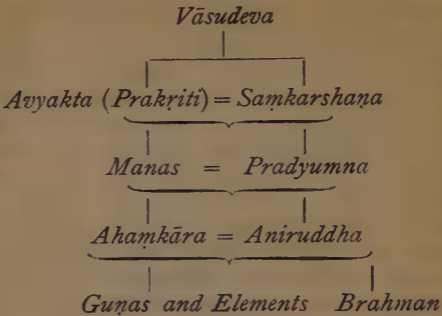 Vāsudeva
Avyakta (Prakṛiti) = Saṃkarshaṇa
Manas = Pradyumna
Ahaṃkāra = Aniruddha
Guṇas and Elements Brahman